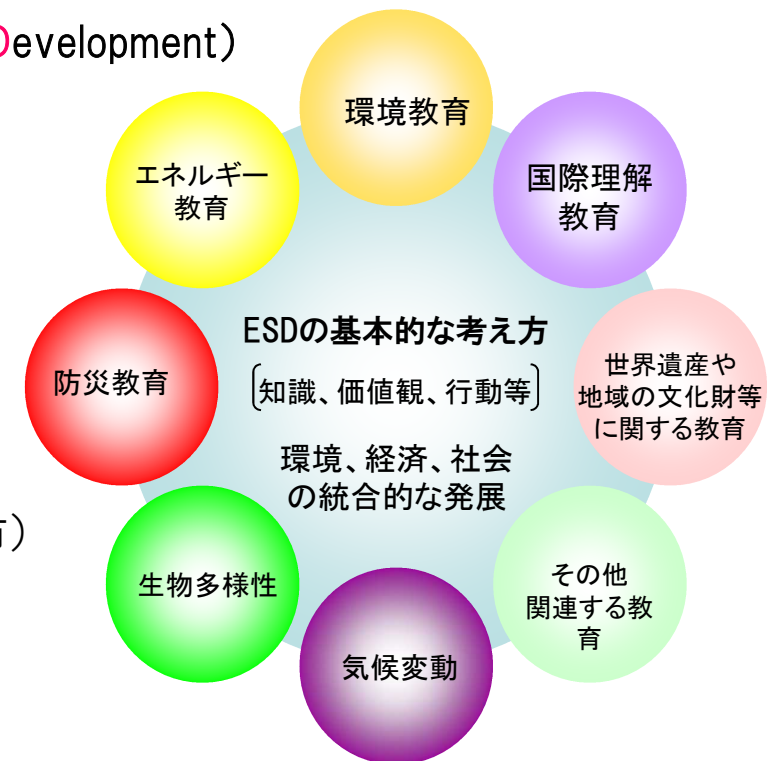 Development）
環境教育
エネルギー
教育
国際理解
教育
ESDの基本的な考え方
［知識、価値観、行動等］
環境、経済、社会
の統合的な発展
防災教育
世界遺産や
地域の文化財等
に関する教育
生物多様性
その他
関連する教
育
気候変動
）